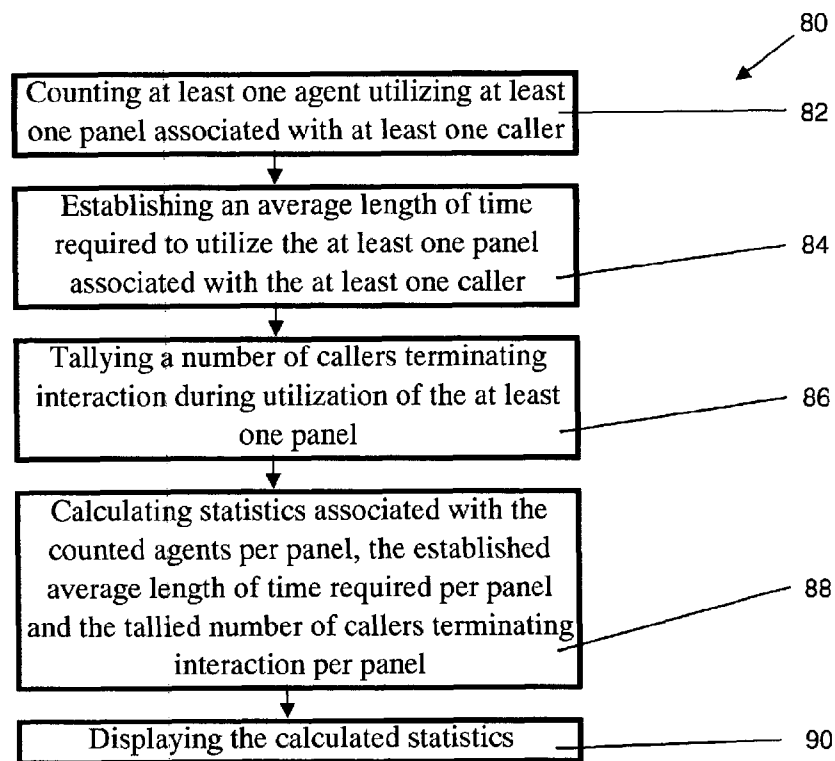 80
Counting at least one agent utilizing at least
one panel associated with at least one caller
82
Establishing an average length of time
required to utilize the at least one panel
associated with the at least one caller
84
Tallying a number of callers terminating
interaction during utilization of the at least
one panel
86
Calculating statistics associated with the
counted agents per panel, the established
average length of time required per panel
and the tallied number of callers terminating
interaction per panel
88
Displaying the calculated statistics
90